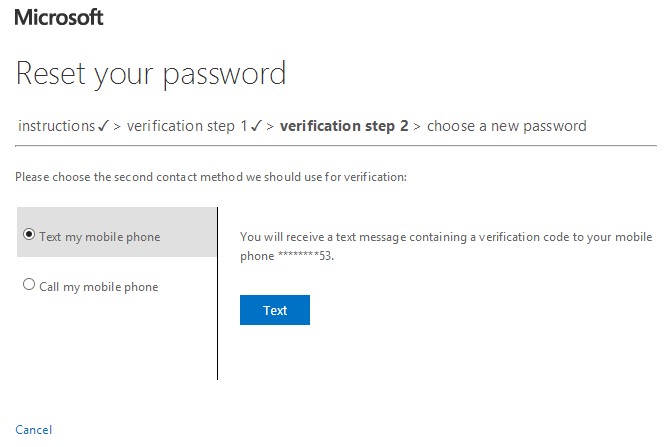 Microsoft
Reset your password
instructions ✓ > verification step 1 ✓ > verification step 2 > choose a new password
Please choose the second contact method we should use for verification:
Text my mobile phone
Call my mobile phone
You will receive a text message containing a verification code to your mobile
phone ********53.
Text
Cancel